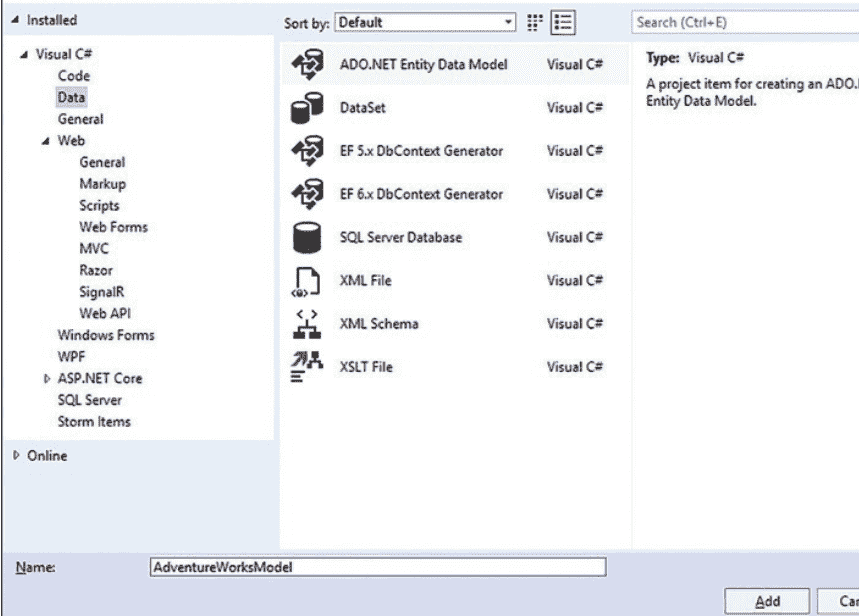 Installed
Visual C#
Code
Data
General
Web
General
Markup
Scripts
Web Forms
MVC
Razor
SignalR
Web API
Windows Forms
WPF
ASP.NET Core
SQL Server
Storm Items
Online
Sort by: Default
ADO.NET Entity Data Model Visual C#
DataSet Visual C#
EF 5.x DbContext Generator Visual C#
EF 6.x DbContext Generator Visual C#
SQL Server Database Visual C#
XML File Visual C#
XML Schema Visual C#
XSLT File Visual C#
Search (Ctrl+E)
Type: Visual C#
A project item for creating an ADO.
Entity Data Model.
Name: AdventureWorksModel
Add